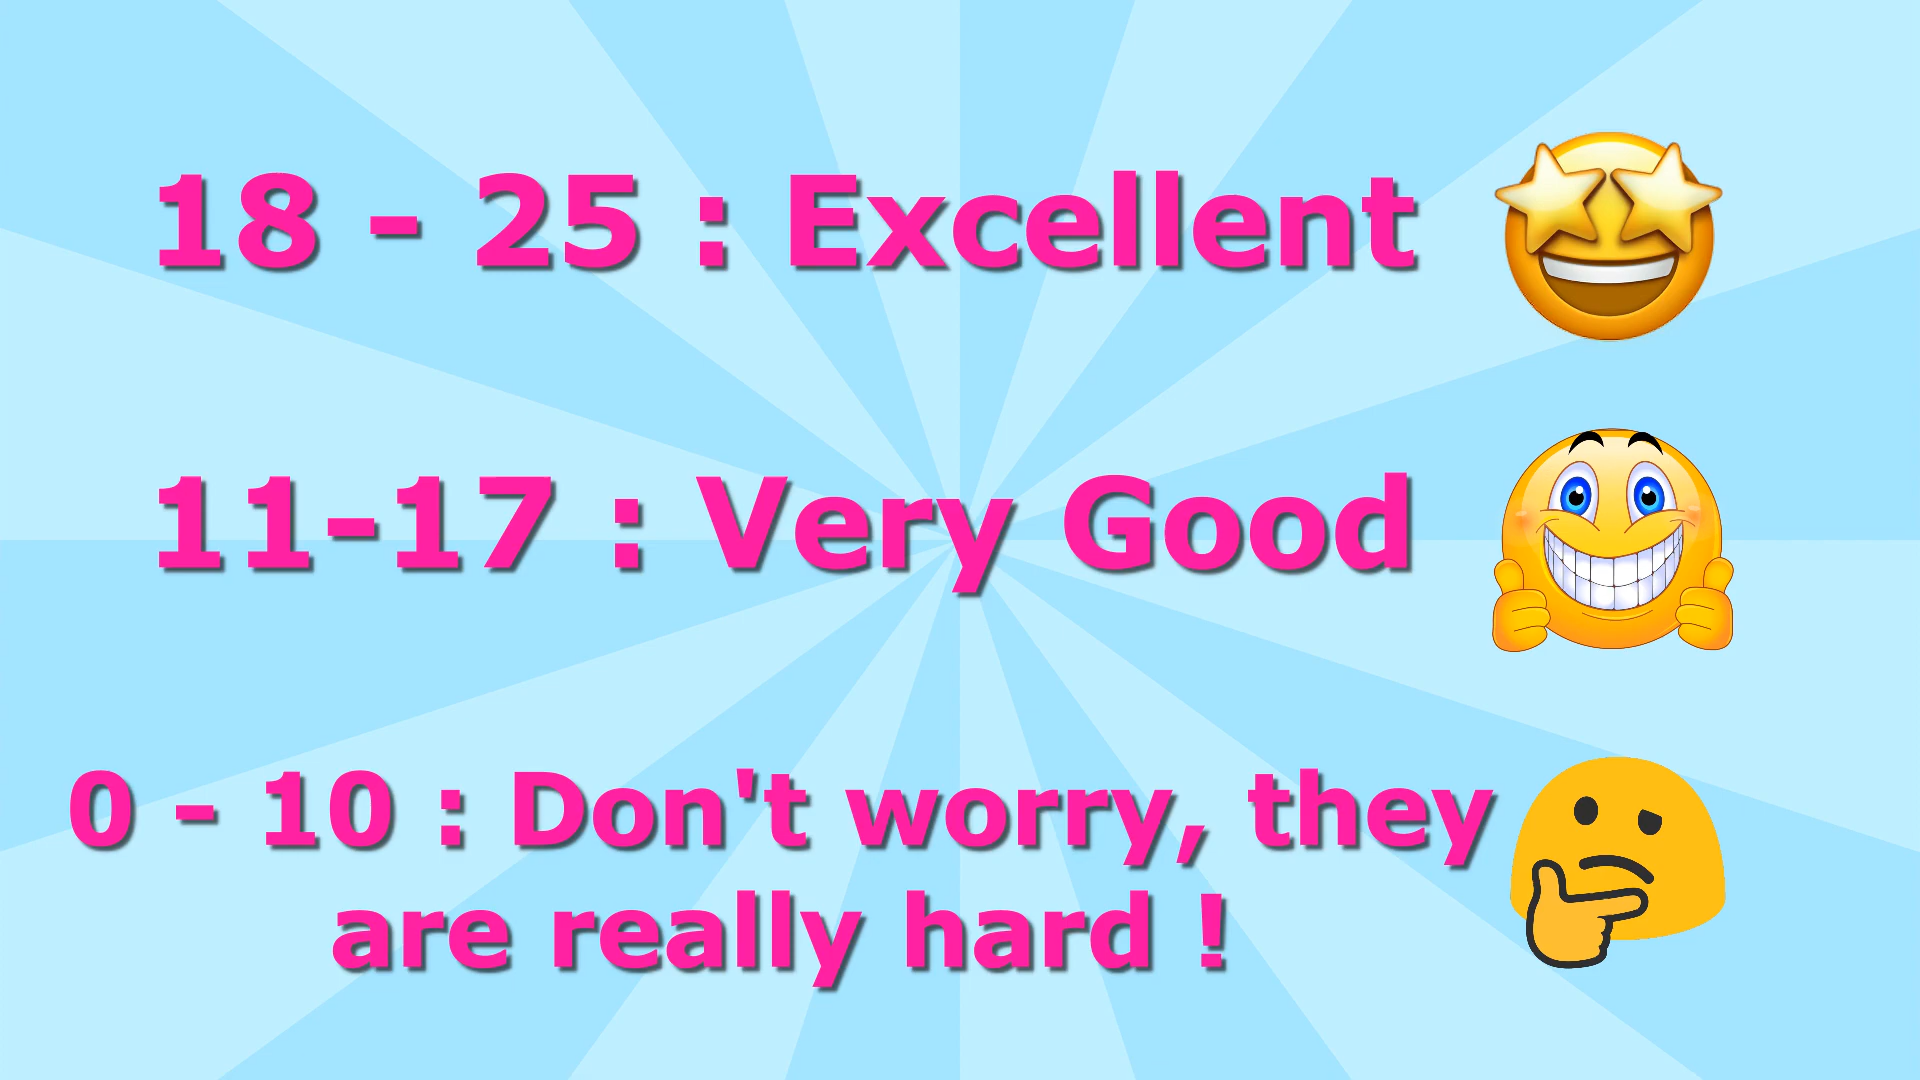 18 - 25 : Excellent
11-17 : Very Good
0 - 10 : Don't worry, they
are really hard !